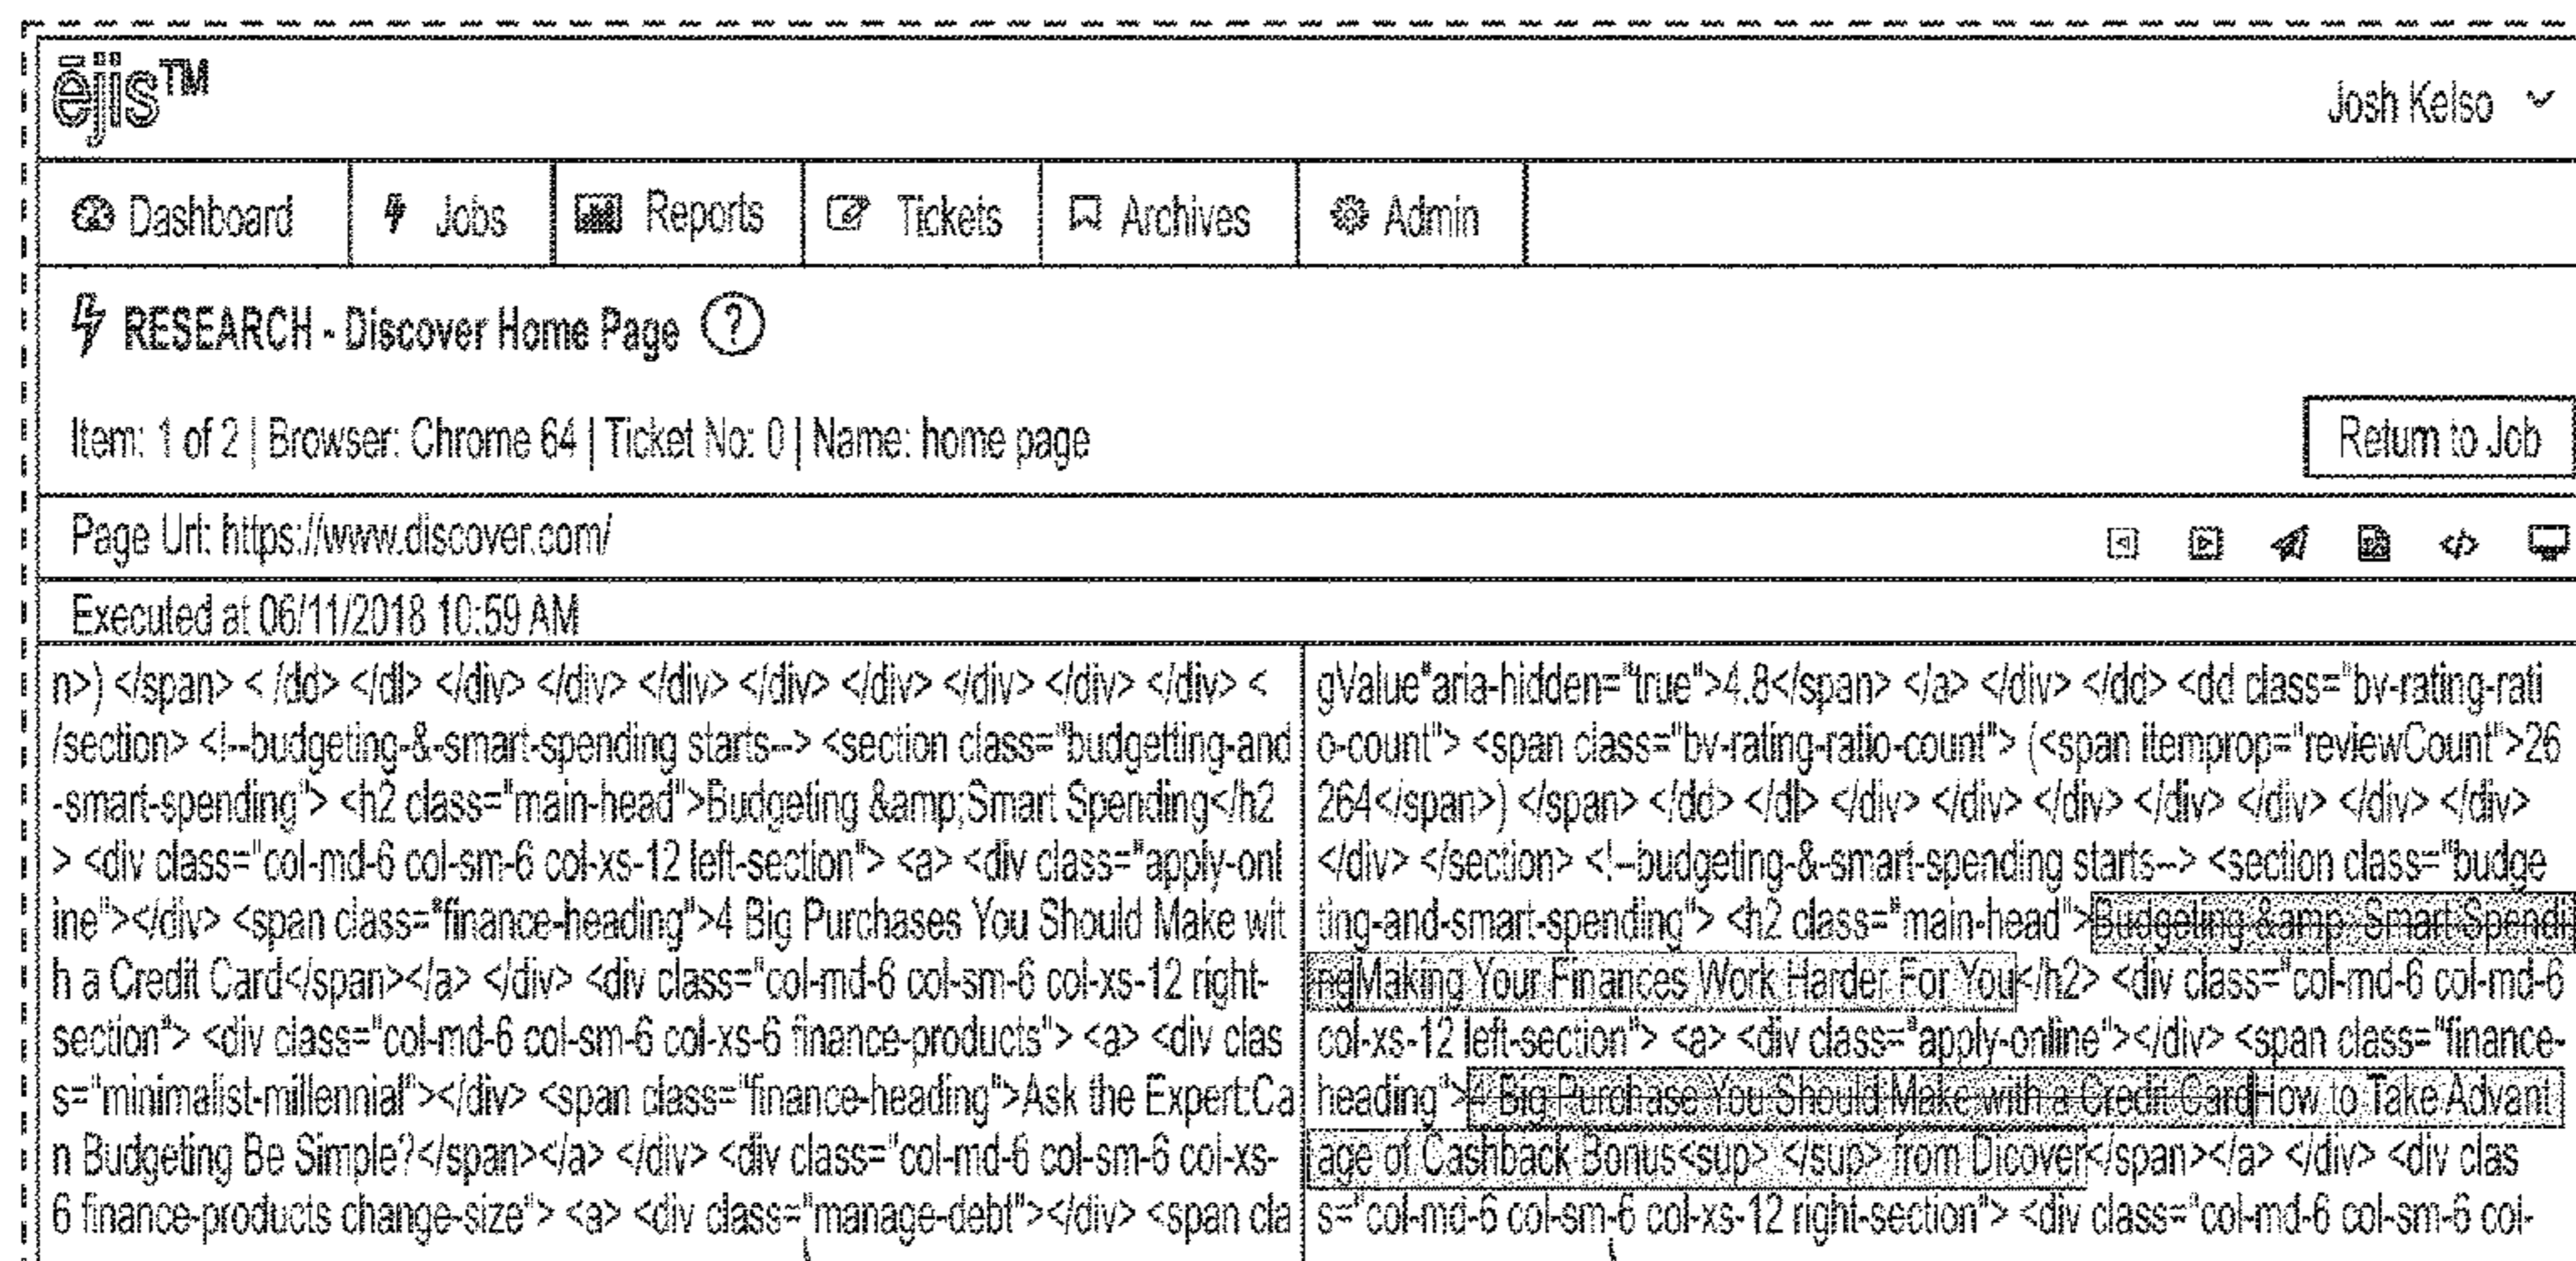 ējis™
Josh Kelso
Dashboard
Jobs
Reports
Tickets
Archives
Admin
RESEARCH - Discover Home Page ?
Item: 1 of 2 | Browser: Chrome 64 | Ticket No: 0 | Name: home page
Return to Job
Page Url: https://www.discover.com/
</>
Executed at 06/11/2018 10:59 AM
n>) </span> < /dd> </dl> </div> </div> </div> </div> </div> </div> </div> </div> <
/section> <!--budgeting-&-smart-spending starts--> <section class="budgetting-and
-smart-spending"> <h2 class="main-head">Budgeting &amp;Smart Spending</h2
> <div class="col-md-6 col-sm-6 col-xs-12 left-section"> <a> <div class="apply-onl
ine"></div> <span class="finance-heading">4 Big Purchases You Should Make wit
h a Credit Card</span></a> </div> <div class="col-md-6 col-sm-6 col-xs-12 right-
section"> <div class="col-md-6 col-sm-6 col-xs-6 finance-products"> <a> <div clas
s="minimalist-millennial"></div> <span class="finance-heading">Ask the Expert:Ca
n Budgeting Be Simple?</span></a> </div> <div class="col-md-6 col-sm-6 col-xs-
6 finance-products change-size"> <a> <div class="manage-debt"></div> <span cla
gValue"aria-hidden="true">4.8</span> </a> </div> </dd> <dd class="bv-rating-rati
o-count"> <span class="bv-rating-ratio-count"> (<span itemprop="reviewCount">26
264</span>) </span> </dd> </dl> </div> </div> </div> </div> </div> </div> </div>
</div> </section> <!--budgeting-&-smart-spending starts--> <section class="budge
ting-and-smart-spending"> <h2 class="main-head">Budgeting &amp; Smart Spendi
ngMaking Your Finances Work Harder For You</h2> <div class="col-md-6 col-md-6
col-xs-12 left-section"> <a> <div class="apply-online"></div> <span class="finance-
heading">4 Big Purchase You Should Make with a Credit CardHow to Take Advant
age of Cashback Bonus<sup> </sup> from Dicover</span></a> </div> <div clas
s="col-md-6 col-sm-6 col-xs-12 right-section"> <div class="col-md-6 col-sm-6 col-